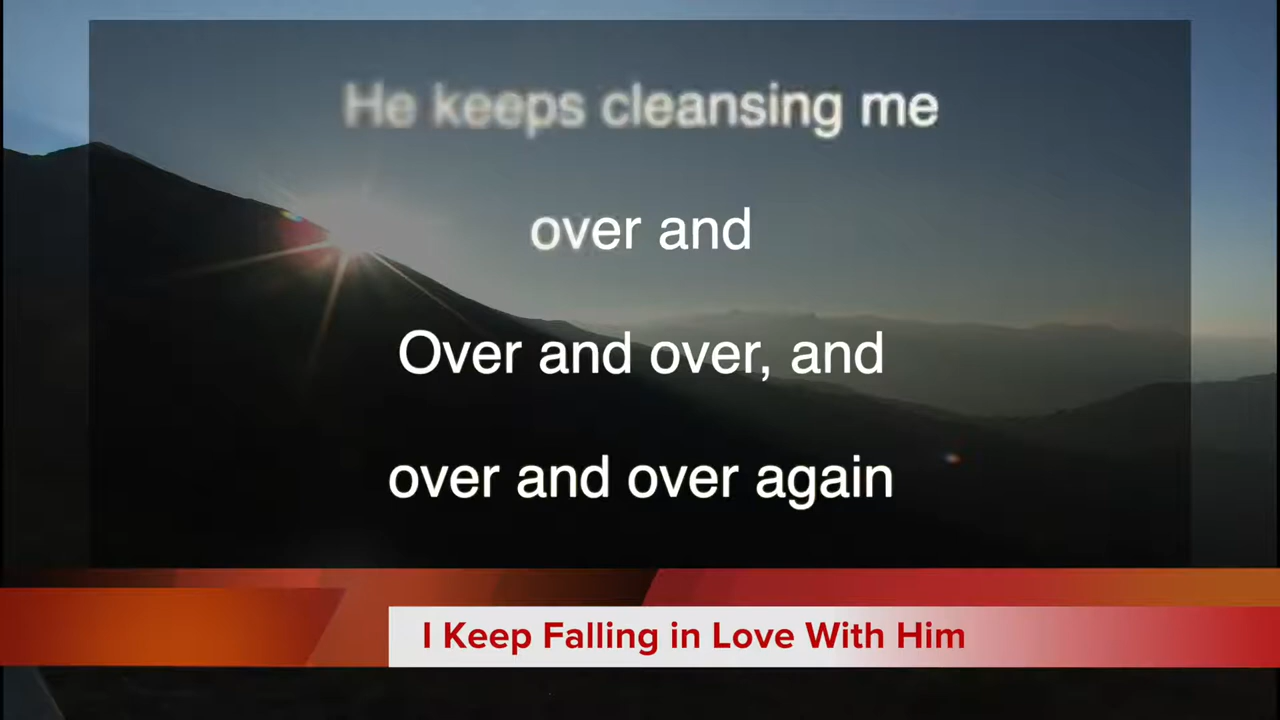 He keeps cleansing me
over and
Over and over, and
over and over again
I Keep Falling in Love With Him